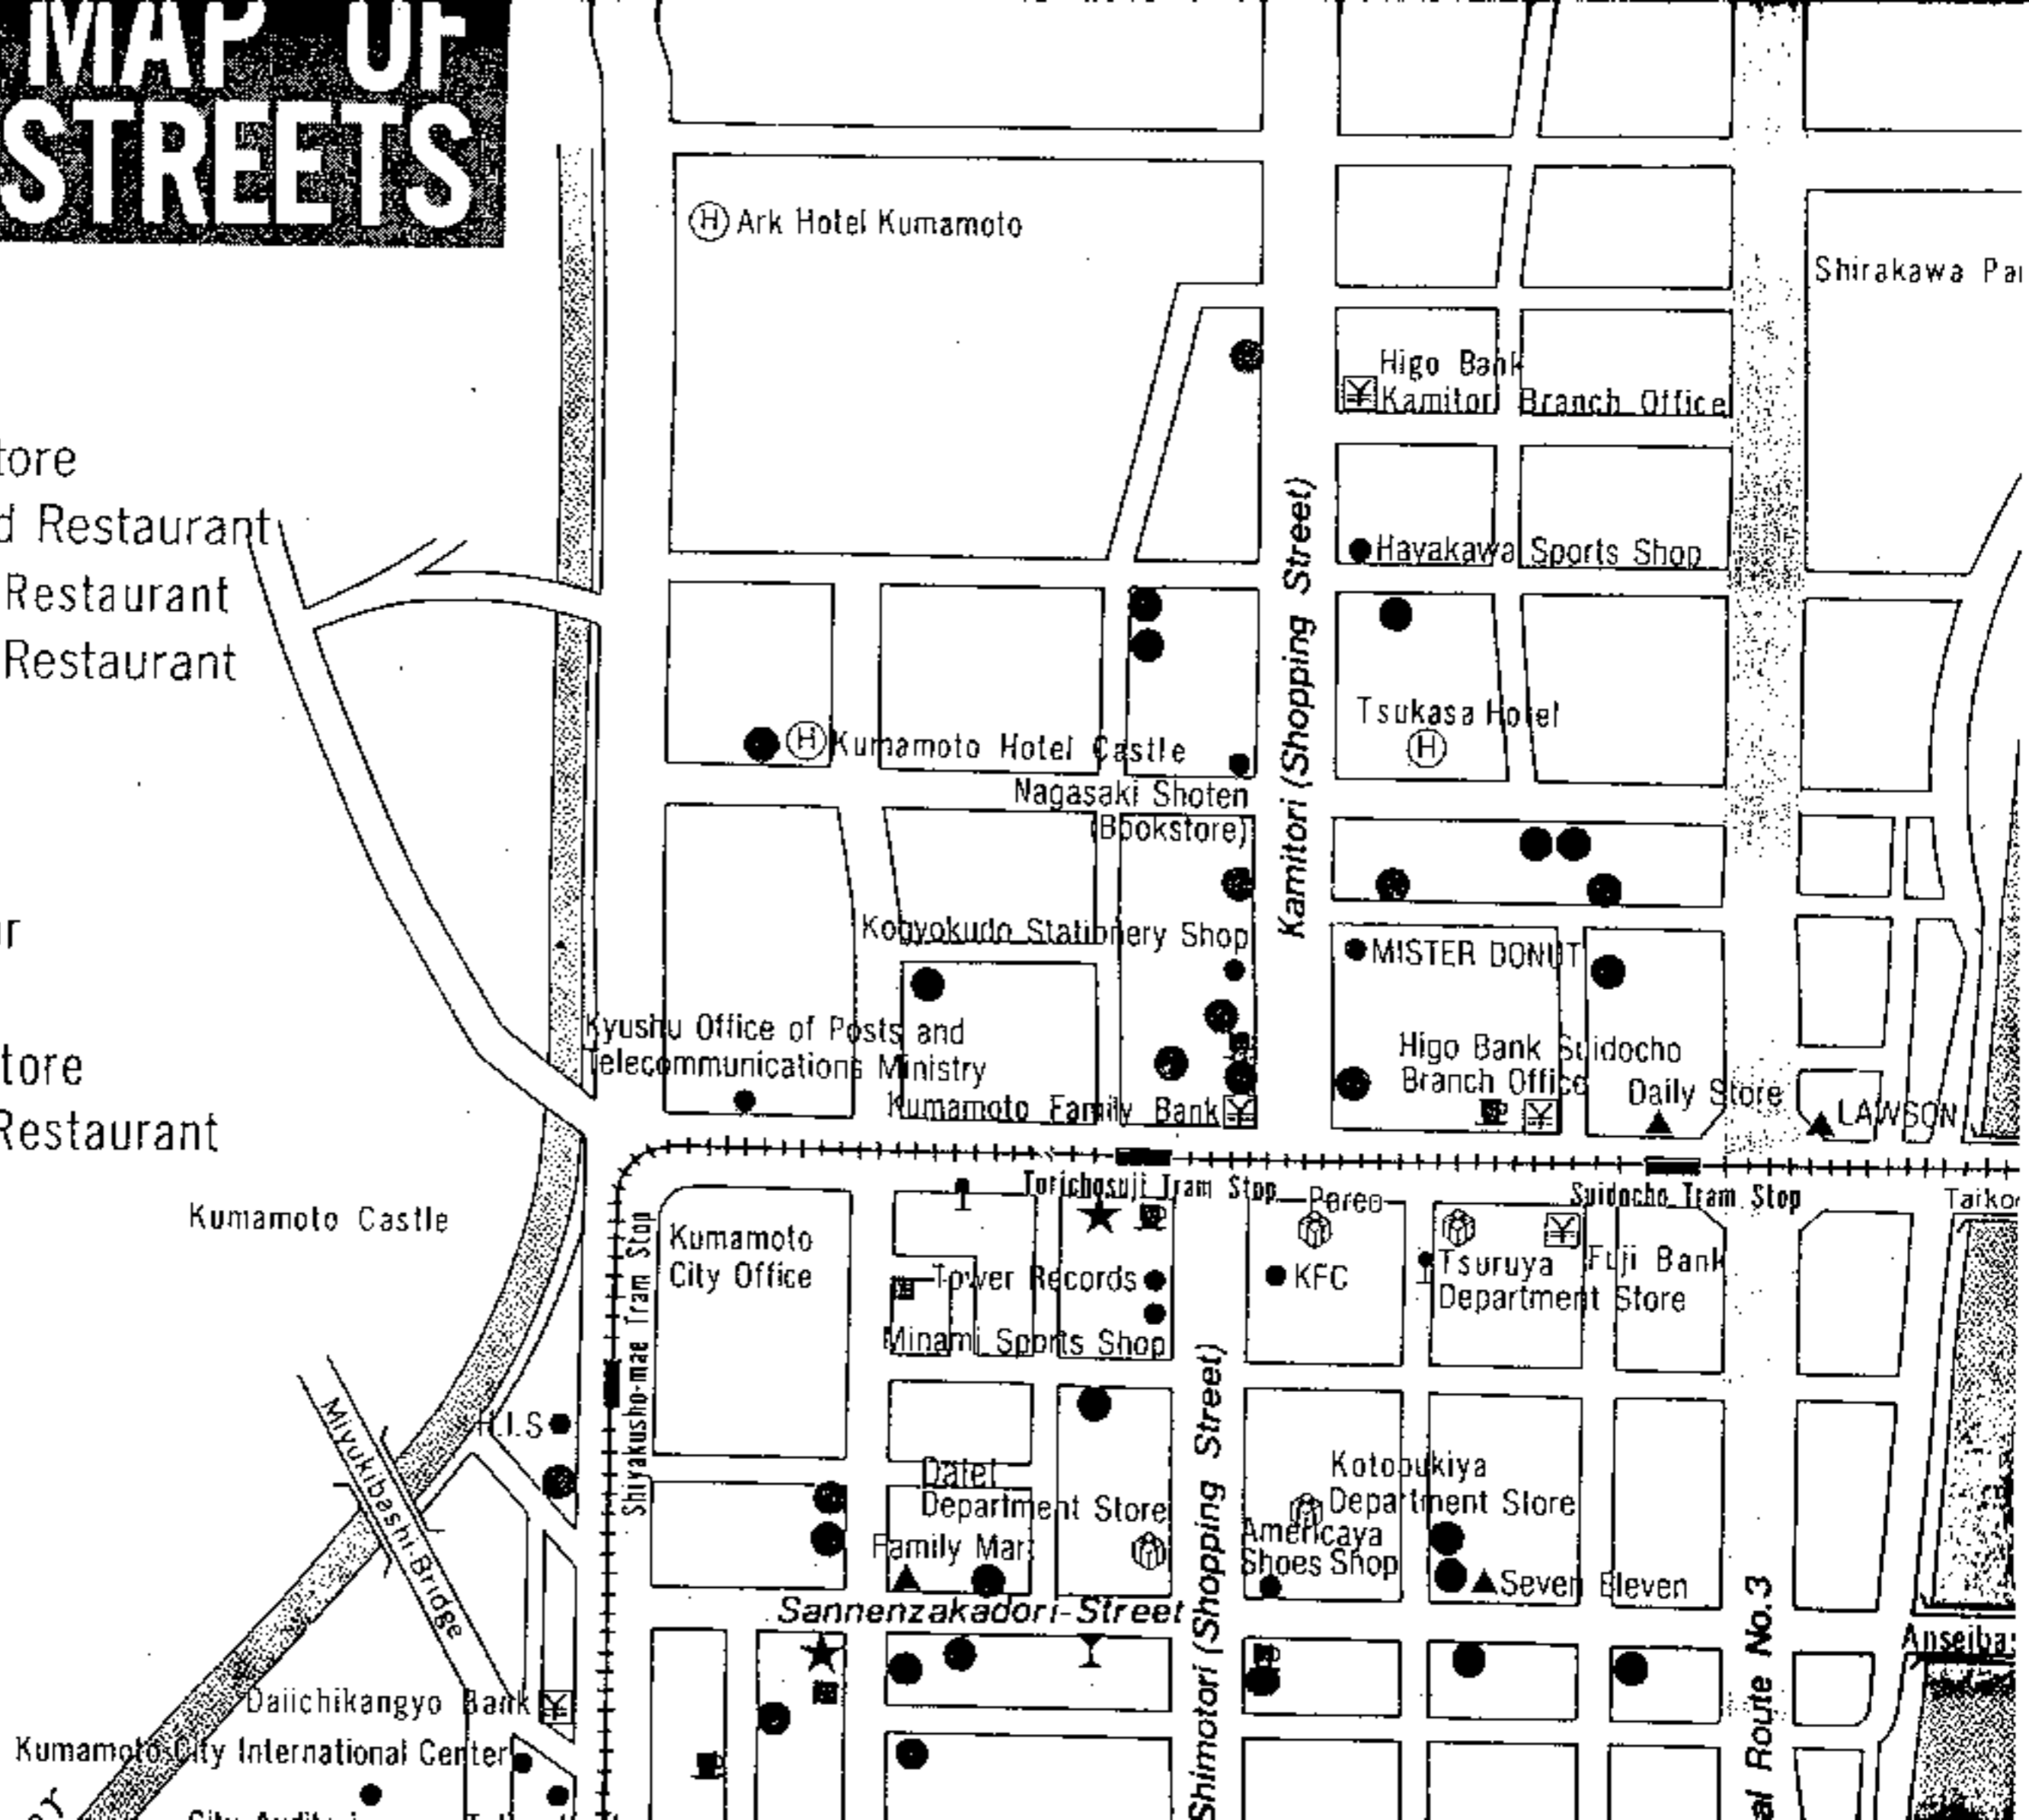 MAP OF
STREETS
Ark Hotel Kumamoto
Shirakawa
Higo Bank
Kamitori Branch Office
tore
d Restaurant
Restaurant
Restaurant
Hayakawa Sports Shop
Kamitori (Shopping Street)
Tsukasa Hotel
Kumamoto Hotel Castle
Nagasaki Shoten
(Bookstore)
r
Kobyokudo Stationery Shop
MISTER DONUT
Kyushu Office of Posts and
Telecommunications Ministry
Higo Bank Suidocho
Branch Office
Daily Store
LAWSON
Kumamoto Family Bank
tore
Restaurant
Torichosuji Tram Stop
Parco
Suidocho Tram Stop
Kumamoto Castle
Kumamoto
City Office
Shiyakusho-mae Tram Stop
Tower Records
Minami Sports Shop
KFC
Tsuruya
Department Store
Fuji Bank
H.I.S
Miyukibashi Bridge
Shimotori (Shopping Street)
Daiei
Department Store
Family Mart
Kotobukiya
Department Store
Americaya
Shoes Shop
Seven Eleven
Sannenzakadori-Street
al Route No.3
Daiichikangyo Bank
Kumamoto City International Center